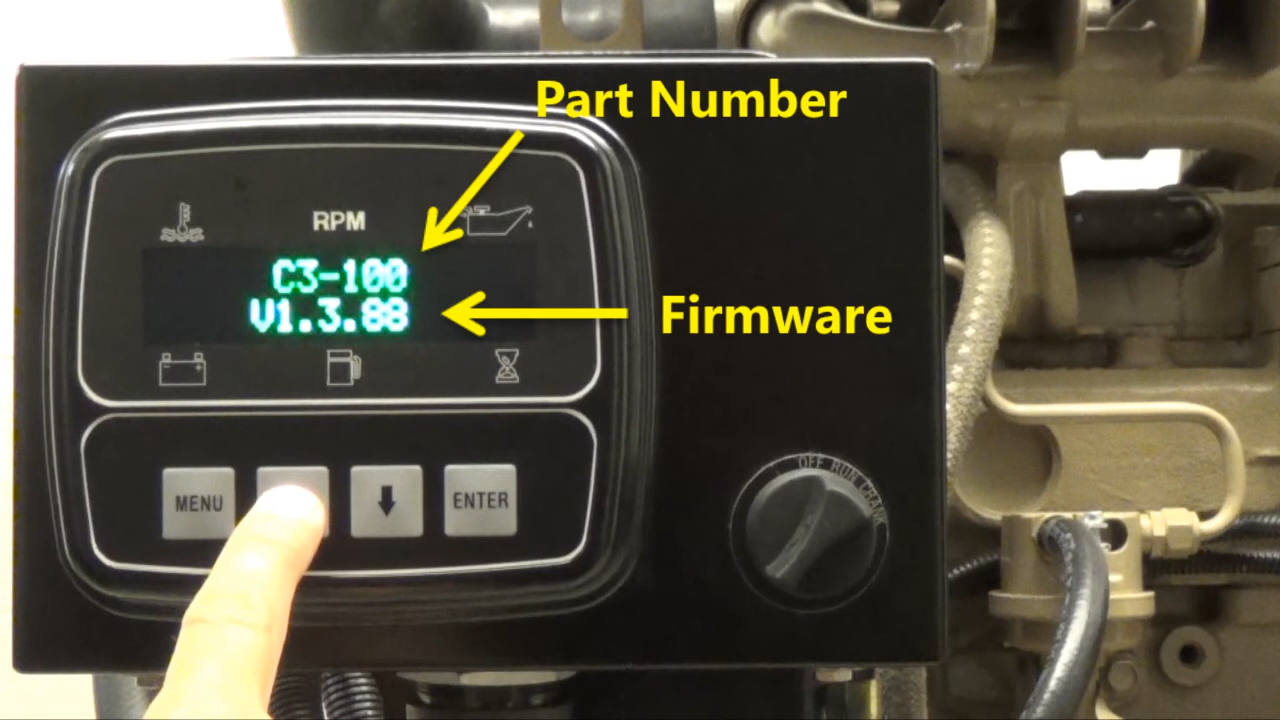 Part Number
RPM
C3-100
V1.3.88
Firmware
OFF RUN CRANK
MENU
ENTER